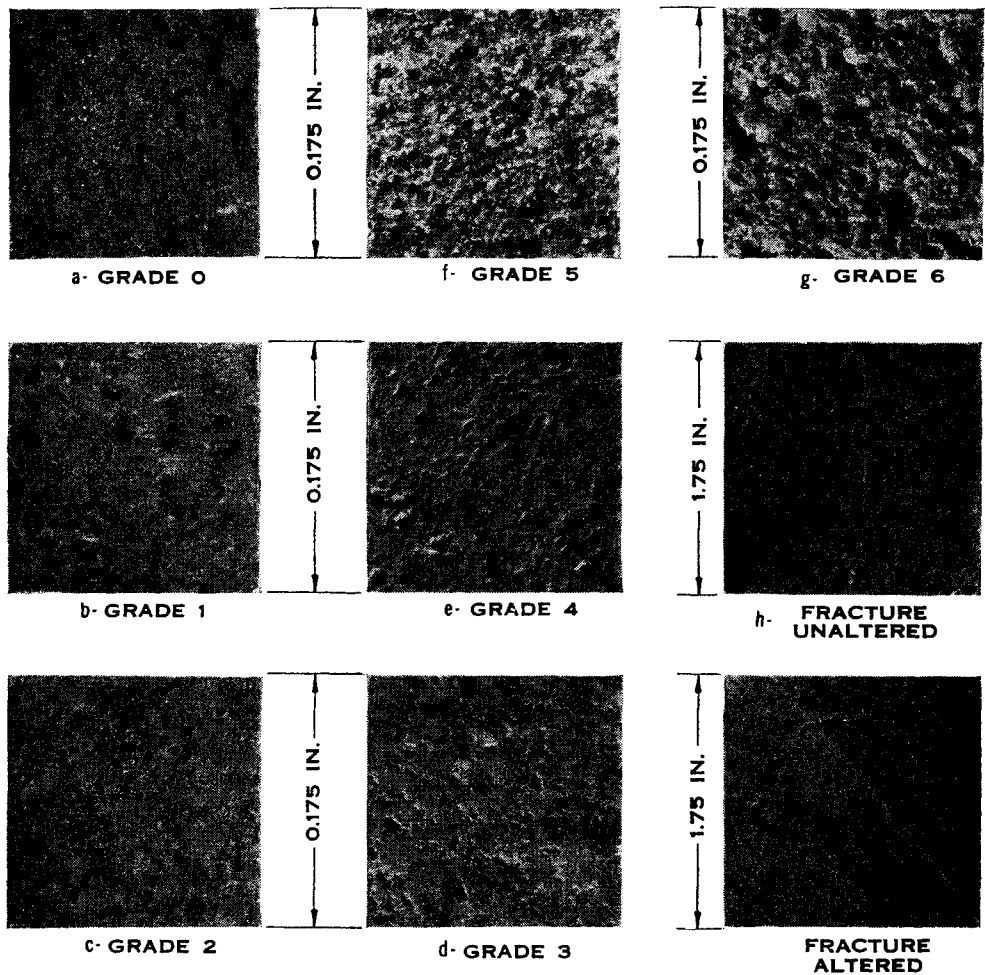 0.175 IN.
0.175 IN.
a- GRADE 0
f- GRADE 5
g- GRADE 6
0.175 IN.
1.75 IN.
b- GRADE 1
e- GRADE 4
h- FRACTURE
UNALTERED
0.175 IN.
1.75 IN.
c- GRADE 2
d- GRADE 3
FRACTURE
ALTERED